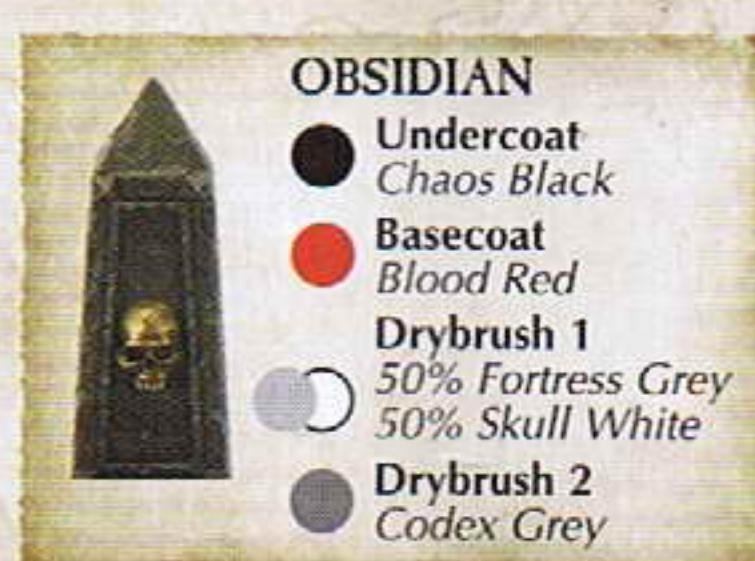 OBSIDIAN
Undercoat
Chaos Black
Basecoat
Blood Red
Drybrush 1
50% Fortress Grey
50% Skull White
Drybrush 2
Codex Grey